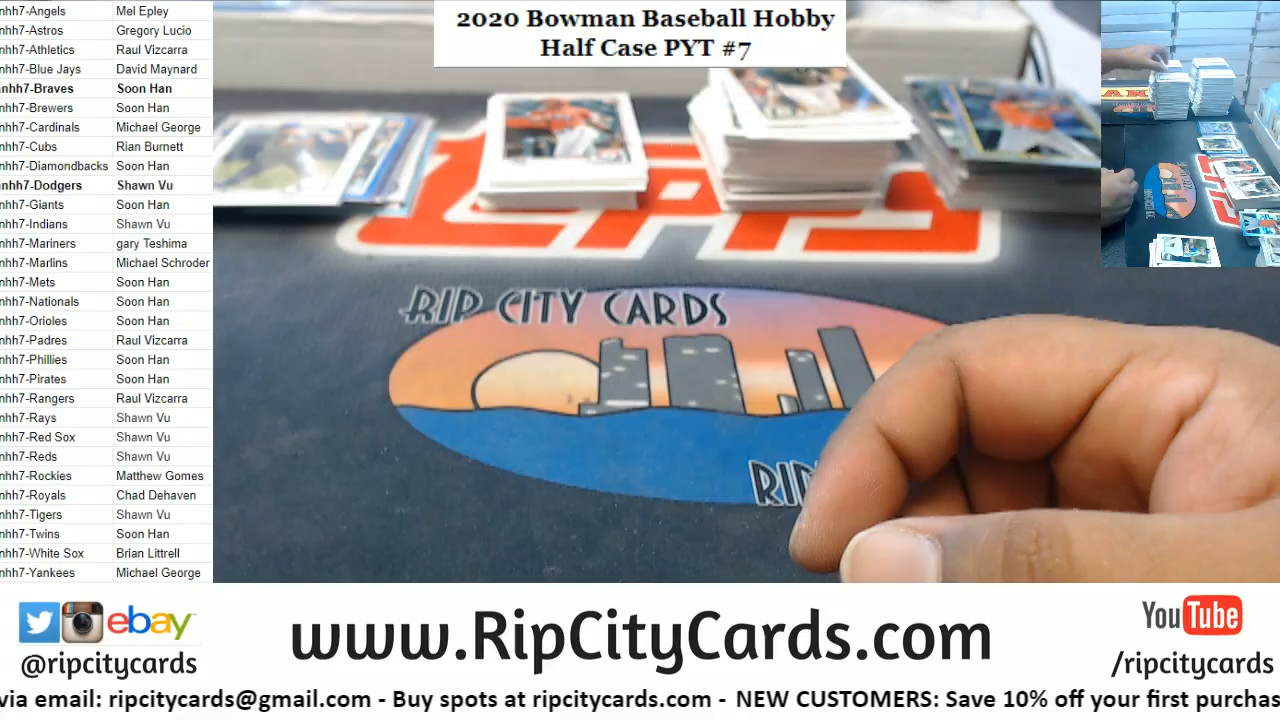 2020 Bowman Baseball Hobby
Half Case PYT #7
nhh7-Angels Mel Epley
nhh7-Astros Gregory Lucio
nhh7-Athletics Raul Vizcarra
nhh7-Blue Jays David Maynard
nhh7-Braves Soon Han
nhh7-Brewers Soon Han
nhh7-Cardinals Michael George
nhh7-Cubs Rian Burnett
nhh7-Diamondbacks Soon Han
nhh7-Dodgers Shawn Vu
nhh7-Giants Soon Han
nhh7-Indians Shawn Vu
nhh7-Mariners gary Teshima
nhh7-Marlins Michael Schroder
nhh7-Mets Soon Han
nhh7-Nationals Soon Han
nhh7-Orioles Soon Han
nhh7-Padres Raul Vizcarra
nhh7-Phillies Soon Han
nhh7-Pirates Soon Han
nhh7-Rangers Raul Vizcarra
nhh7-Rays Shawn Vu
nhh7-Red Sox Shawn Vu
nhh7-Reds Shawn Vu
nhh7-Rockies Matthew Gomes
nhh7-Royals Chad Dehaven
nhh7-Tigers Shawn Vu
nhh7-Twins Soon Han
nhh7-White Sox Brian Littrell
nhh7-Yankees Michael George
RIP CITY CARDS
RIP
ebay
@ripcitycards
www.RipCityCards.com
YouTube
/ripcitycards
via email: ripcitycards@gmail.com - Buy spots at ripcitycards.com - NEW CUSTOMERS: Save 10% off your first purchas